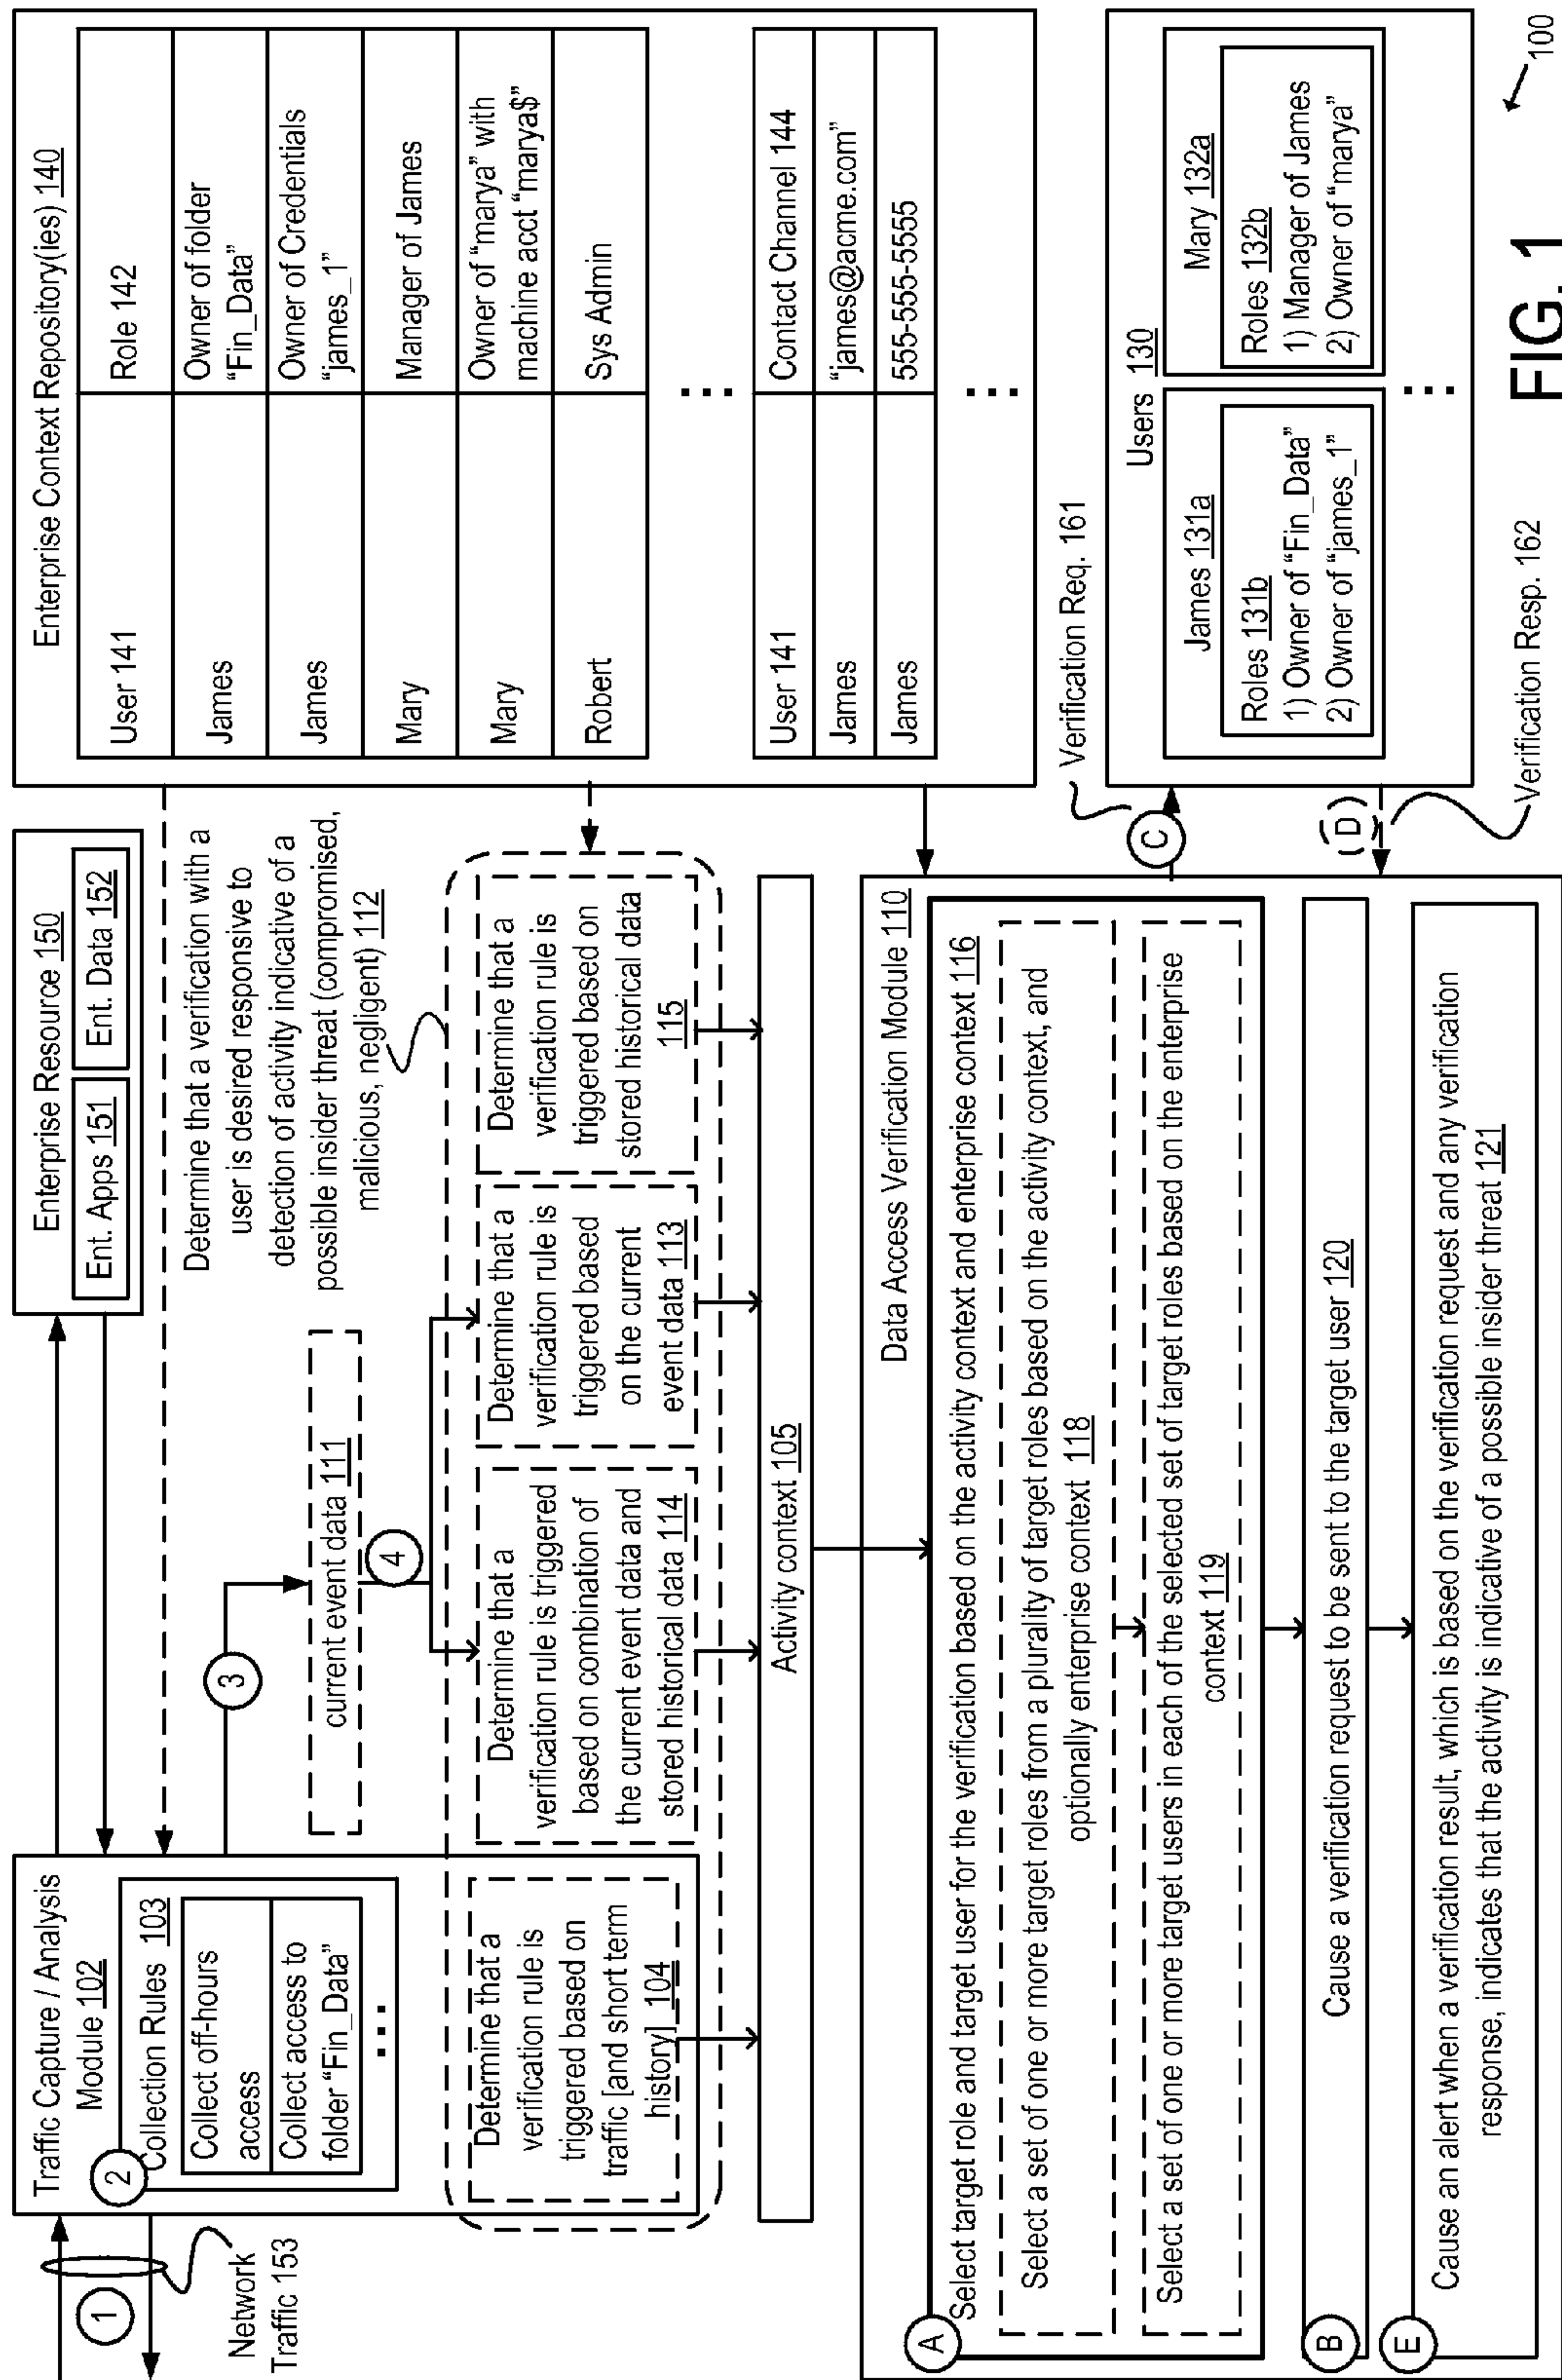 Traffic Capture / Analysis
Module 102
2
Collection Rules 103
Collect off-hours
access
Collect access to
folder “Fin_Data”
...
1
Network
Traffic 153
Determine that a
verification rule is
triggered based on
traffic [and short term
history] 104
3
current event data 111
4
Enterprise Resource 150
Ent. Apps 151
Ent. Data 152
Determine that a verification with a
user is desired responsive to
detection of activity indicative of a
possible insider threat (compromised,
malicious, negligent) 112
Determine that a
verification rule is triggered
based on combination of
the current event data and
stored historical data 114
Determine that a
verification rule is
triggered based
on the current
event data 113
Determine that a
verification rule is
triggered based on
stored historical data
115
Activity context 105
Enterprise Context Repository(ies) 140
User 141
Role 142
James
Owner of folder
“Fin_Data”
James
Owner of Credentials
“james_1”
Mary
Manager of James
Mary
Owner of “marya” with
machine acct “marya$”
Robert
Sys Admin
...
User 141
Contact Channel 144
James
“james@acme.com”
James
555-555-5555
...
Data Access Verification Module 110
A
Select target role and target user for the verification based on the activity context and enterprise context 116
Select a set of one or more target roles from a plurality of target roles based on the activity context, and
optionally enterprise context 118
Select a set of one or more target users in each of the selected set of target roles based on the enterprise
context 119
B
Cause a verification request to be sent to the target user 120
E
Cause an alert when a verification result, which is based on the verification request and any verification
response, indicates that the activity is indicative of a possible insider threat 121
C
Verification Req. 161
D
Verification Resp. 162
Users 130
James 131a
Roles 131b
1) Owner of “Fin_Data”
2) Owner of “james_1”
Mary 132a
Roles 132b
1) Manager of James
2) Owner of “marya”
...
100
FIG. 1